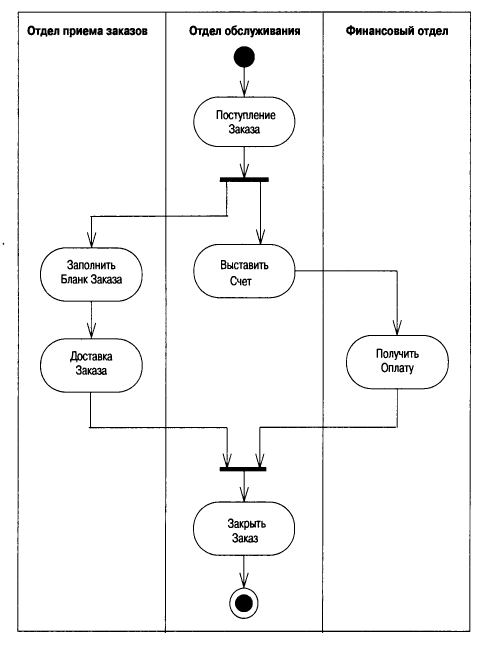 Отдел приема заказов
Отдел обслуживания
Финансовый отдел
Поступление
Заказа
Заполнить
Бланк Заказа
Выставить
Счет
Доставка
Заказа
Получить
Оплату
Закрыть
Заказ